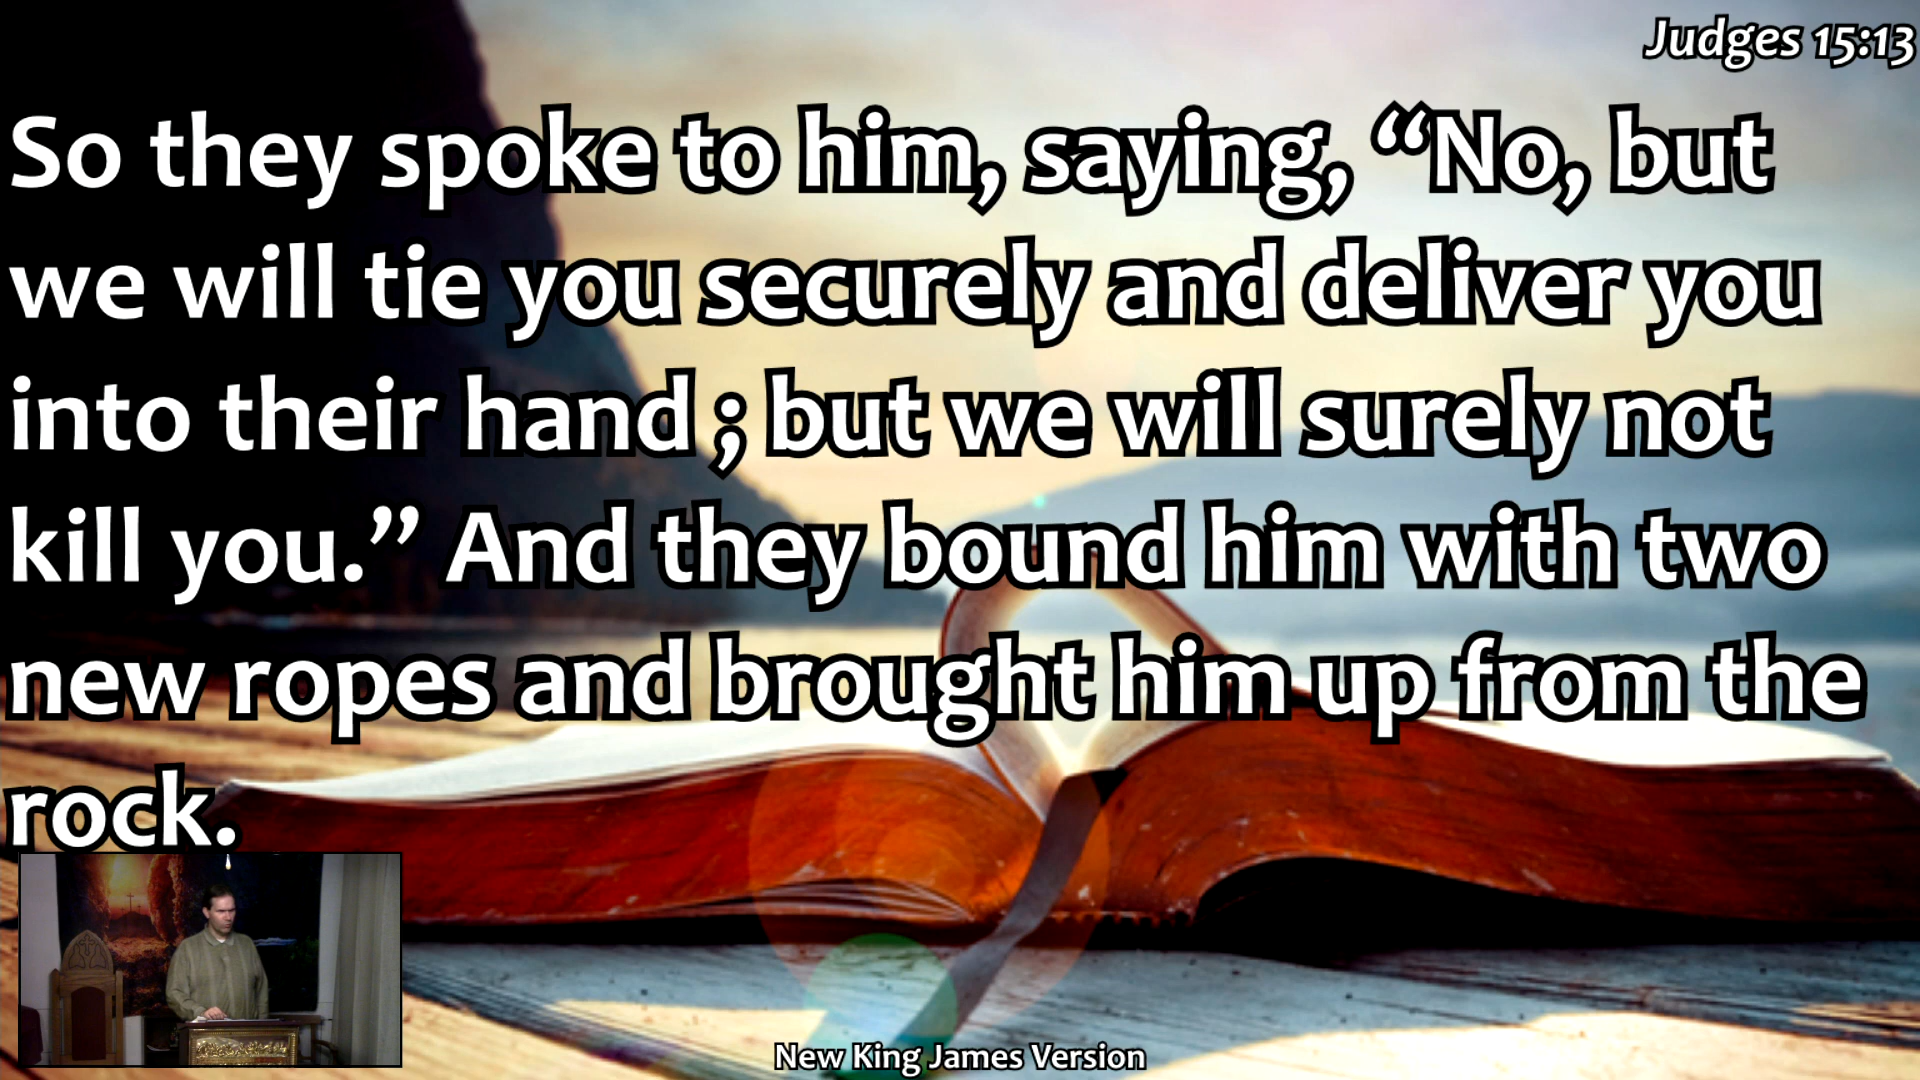 Judges 15:13
So they spoke to him, saying, “No, but
we will tie you securely and deliver you
into their hand ; but we will surely not
kill you.” And they bound him with two
new ropes and brought him up from the
rock.
New King James Version